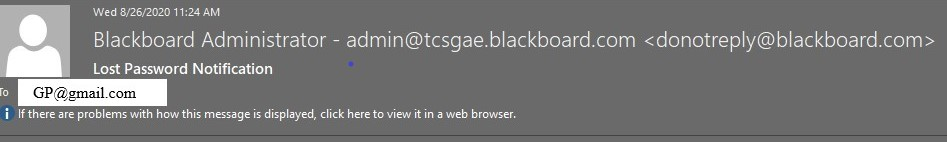 Wed 8/26/2020 11:24 AM
Blackboard Administrator - admin@tcsgae.blackboard.com <donotreply@blackboard.com>
Lost Password Notification
To GP@gmail.com
If there are problems with how this message is displayed, click here to view it in a web browser.